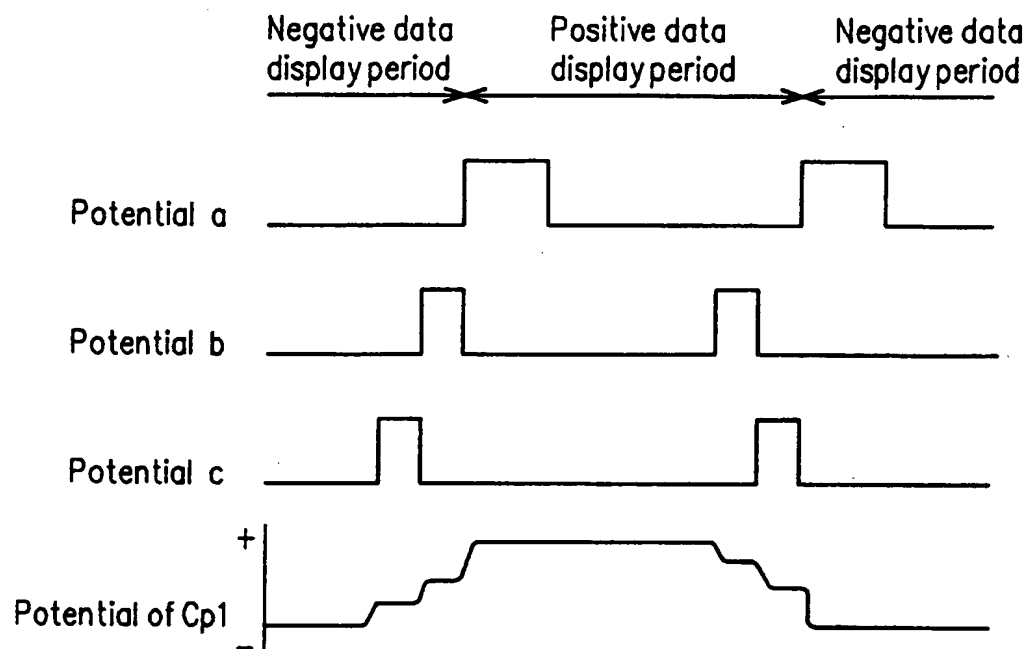 Negative data
display period
Positive data
display period
Negative data
display period
Potential a
Potential b
Potential c
+
Potential of Cp1
-